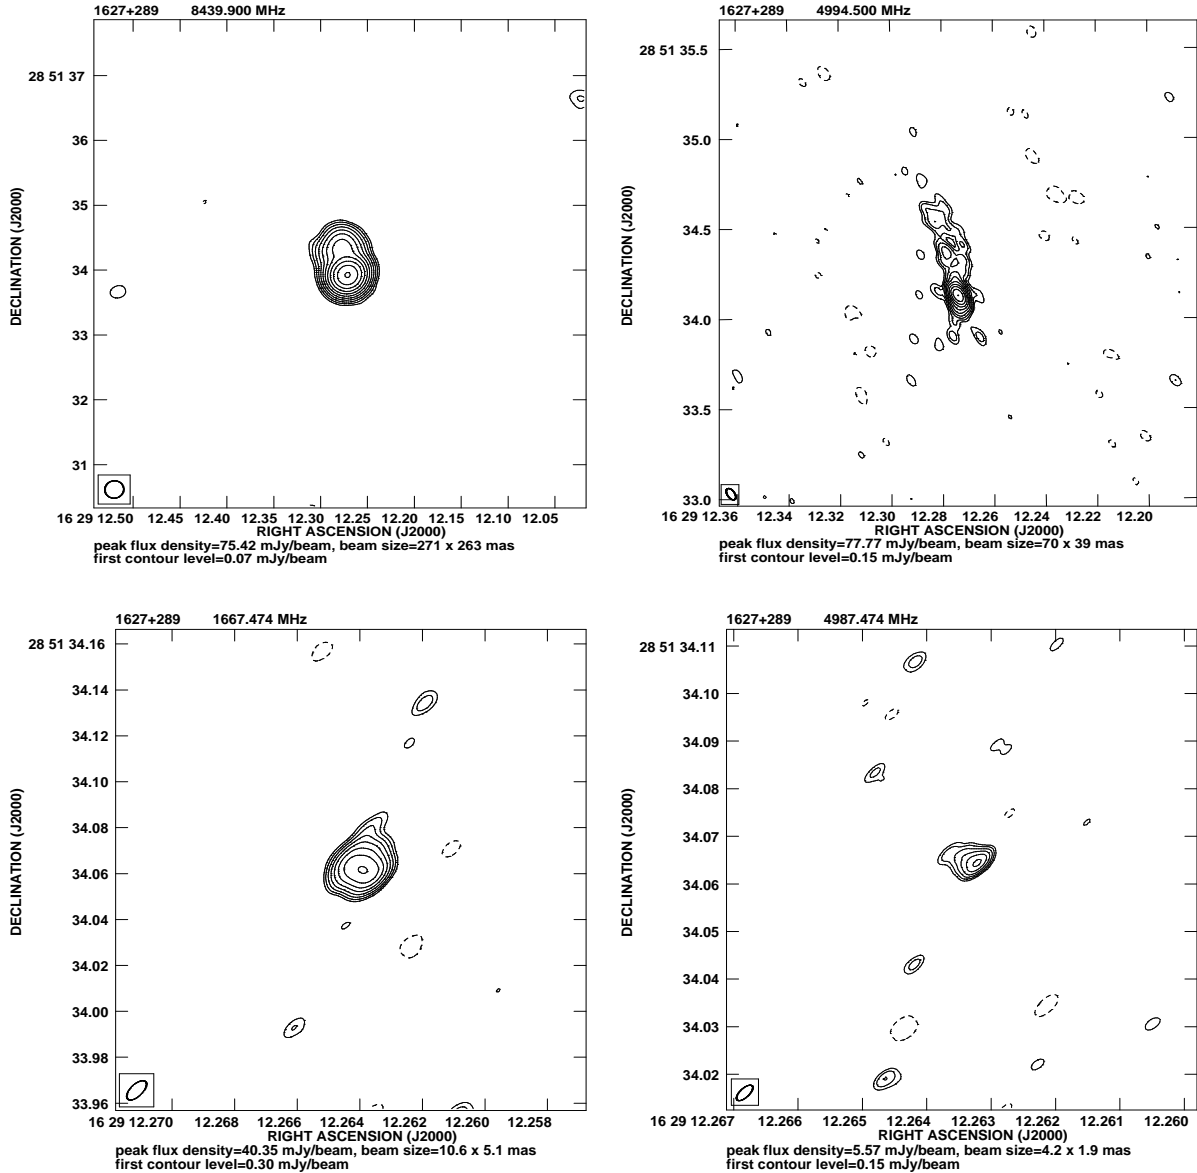 1627+289 8439.900 MHz
DECLINATION (J2000)
28 51 37
36
35
34
33
32
31
16 29 12.50 12.45 12.40 12.35 12.30 12.25 12.20 12.15 12.10 12.05
RIGHT ASCENSION (J2000)
peak flux density=75.42 mJy/beam, beam size=271 x 263 mas
first contour level=0.07 mJy/beam
1627+289 4994.500 MHz
DECLINATION (J2000)
28 51 35.5
35.0
34.5
34.0
33.5
33.0
16 29 12.36 12.34 12.32 12.30 12.28 12.26 12.24 12.22 12.20
RIGHT ASCENSION (J2000)
peak flux density=77.77 mJy/beam, beam size=70 x 39 mas
first contour level=0.15 mJy/beam
1627+289 1667.474 MHz
DECLINATION (J2000)
28 51 34.16
34.14
34.12
34.10
34.08
34.06
34.04
34.02
34.00
33.98
33.96
16 29 12.270 12.268 12.266 12.264 12.262 12.260 12.258
RIGHT ASCENSION (J2000)
peak flux density=40.35 mJy/beam, beam size=10.6 x 5.1 mas
first contour level=0.30 mJy/beam
1627+289 4987.474 MHz
DECLINATION (J2000)
28 51 34.11
34.10
34.09
34.08
34.07
34.06
34.05
34.04
34.03
34.02
16 29 12.267 12.266 12.265 12.264 12.263 12.262 12.261 12.260
RIGHT ASCENSION (J2000)
peak flux density=5.57 mJy/beam, beam size=4.2 x 1.9 mas
first contour level=0.15 mJy/beam